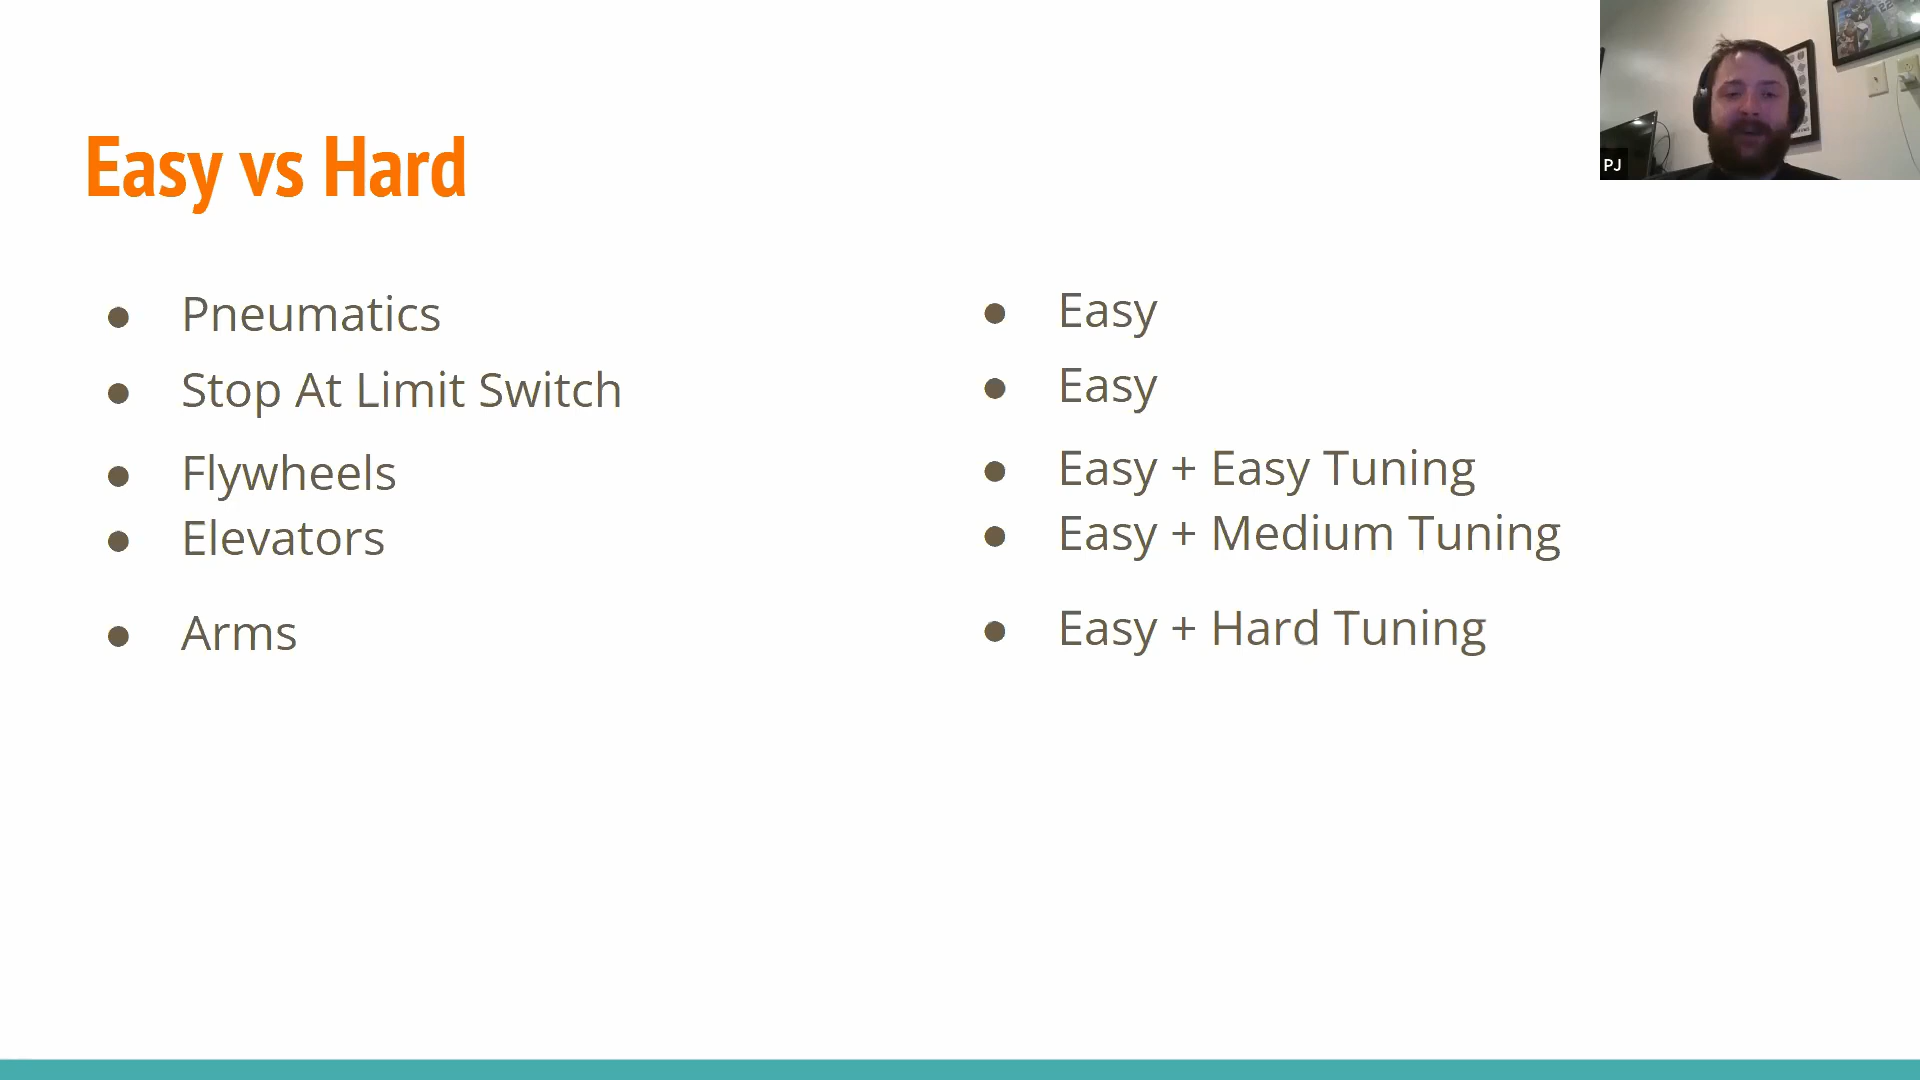 Easy vs Hard
PJ
● Pneumatics
● Stop At Limit Switch
● Flywheels
● Elevators
● Arms
● Easy
● Easy
● Easy + Easy Tuning
● Easy + Medium Tuning
● Easy + Hard Tuning